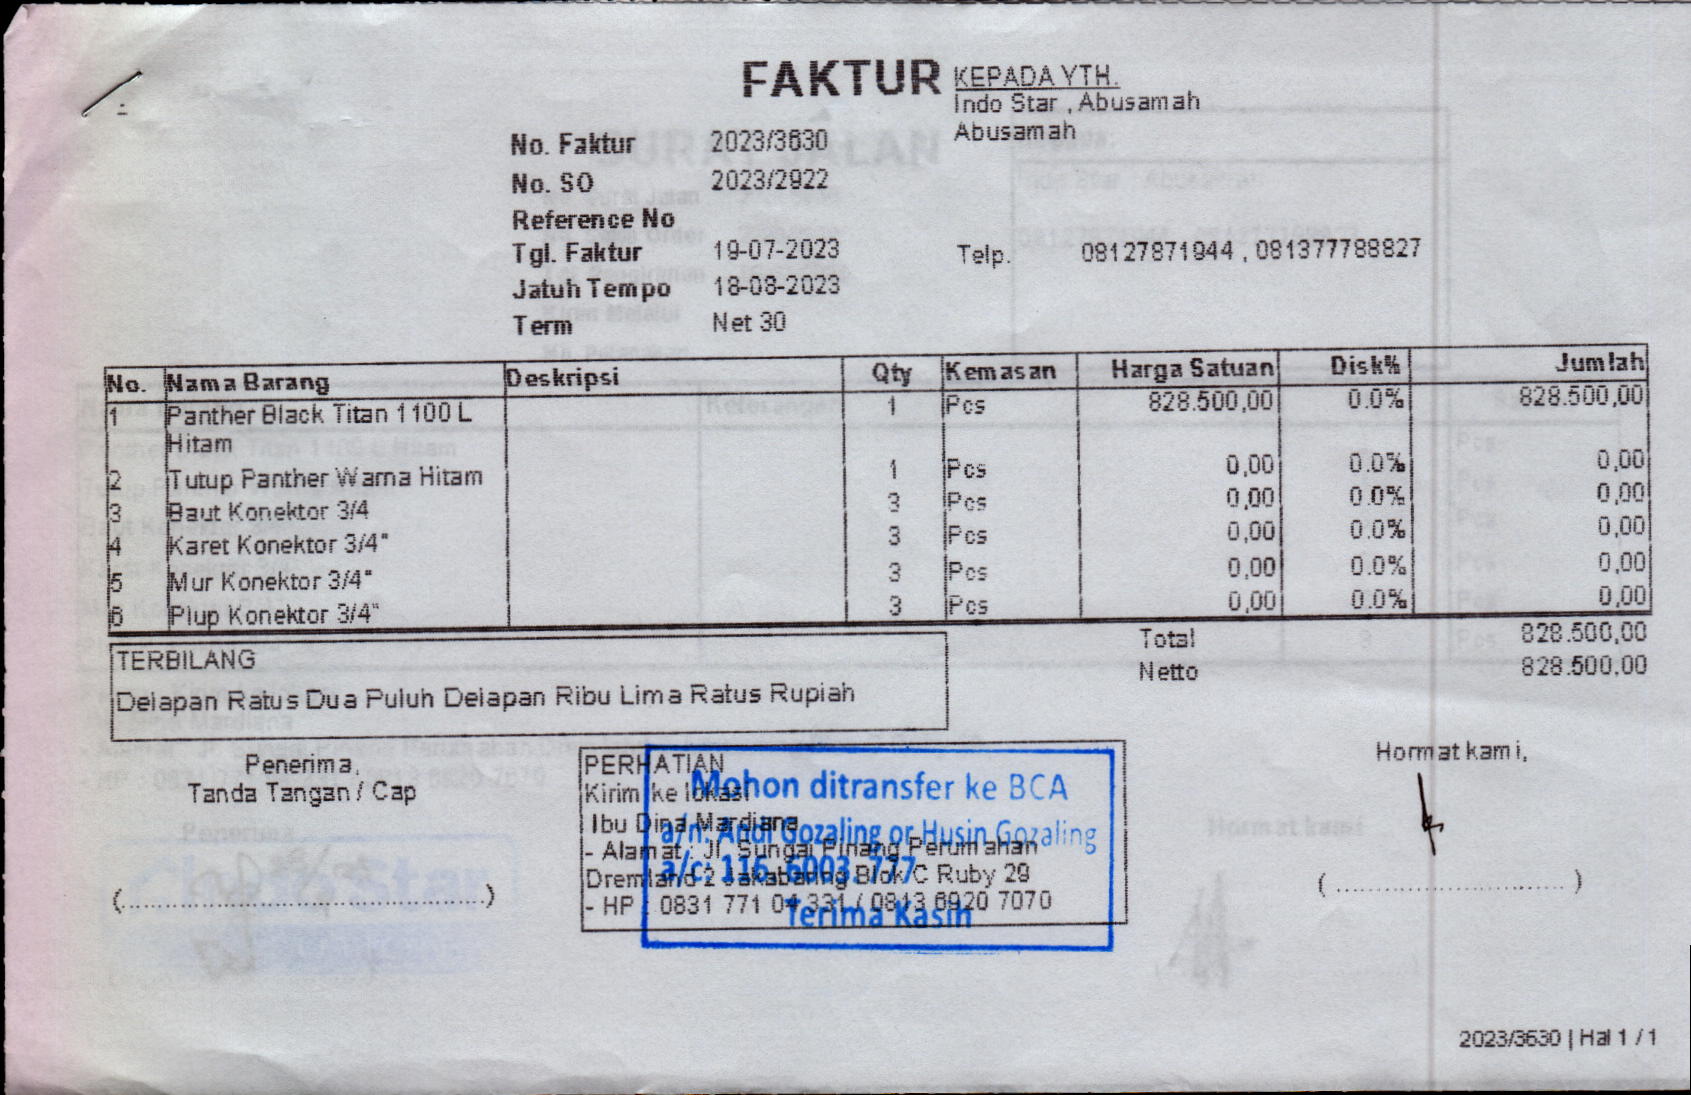 FAKTUR
KEPADA YTH.
Indo Star , Abusamah
Abusamah
No. Faktur 2023/3630
No. SO 2023/2922
Reference No
Tgl. Faktur 19-07-2023
Telp. 08127871944 , 081377788827
Jatuh Tempo 18-08-2023
Term Net 30
No. Nama Barang Deskripsi Qty Kemasan Harga Satuan Disk% Jumlah
1 Panther Black Titan 1100 L 1 Pcs 828.500,00 0.0% 828.500,00
Hitam
2 Tutup Panther Warna Hitam 1 Pcs 0,00 0.0% 0,00
3 Baut Konektor 3/4 3 Pcs 0,00 0.0% 0,00
4 Karet Konektor 3/4" 3 Pcs 0,00 0.0% 0,00
5 Mur Konektor 3/4" 3 Pcs 0,00 0.0% 0,00
6 Plup Konektor 3/4" 3 Pcs 0,00 0.0% 0,00
Total 828.500,00
Netto 828.500,00
TERBILANG
Delapan Ratus Dua Puluh Delapan Ribu Lima Ratus Rupiah
Penerima,
Tanda Tangan / Cap
(..........................................)
PERHATIAN
Kirim ke lokasi
Ibu Dina Mardiana
- Alamat : Jl. Sungai Pinang Perumahan
Dremland 2 Jakabaring Blok C Ruby 29
- HP : 0831 771 04 331 / 0813 6920 7070
Mohon ditransfer ke BCA
a/n: Andi Gozaling or Husin Gozaling
a/c: 116. 6003. 777
Terima Kasih
Hormat kami,
( .............................. )
2023/3630 | Hal 1 / 1